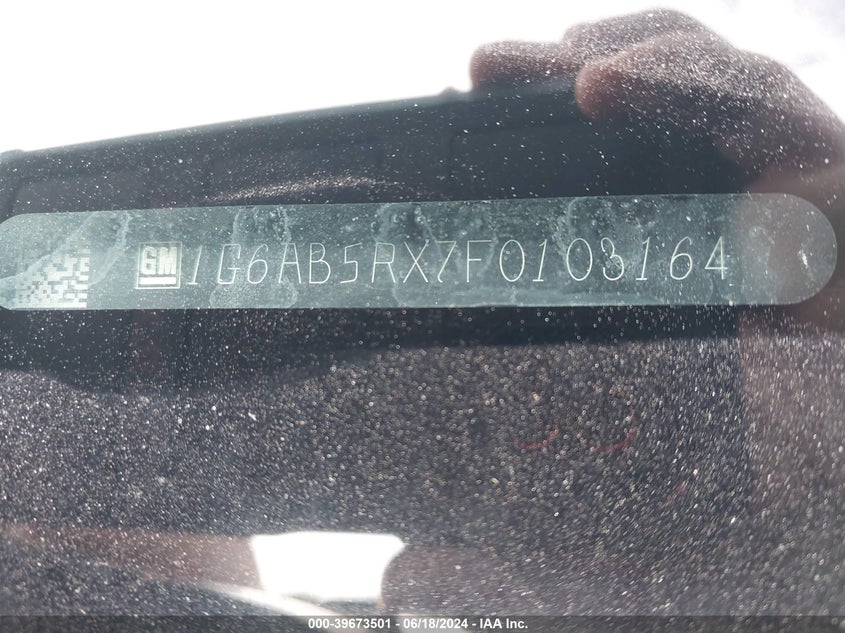 GM 1G6AB5RX7F0103164
000-39673501 - 06/18/2024 - IAA Inc.